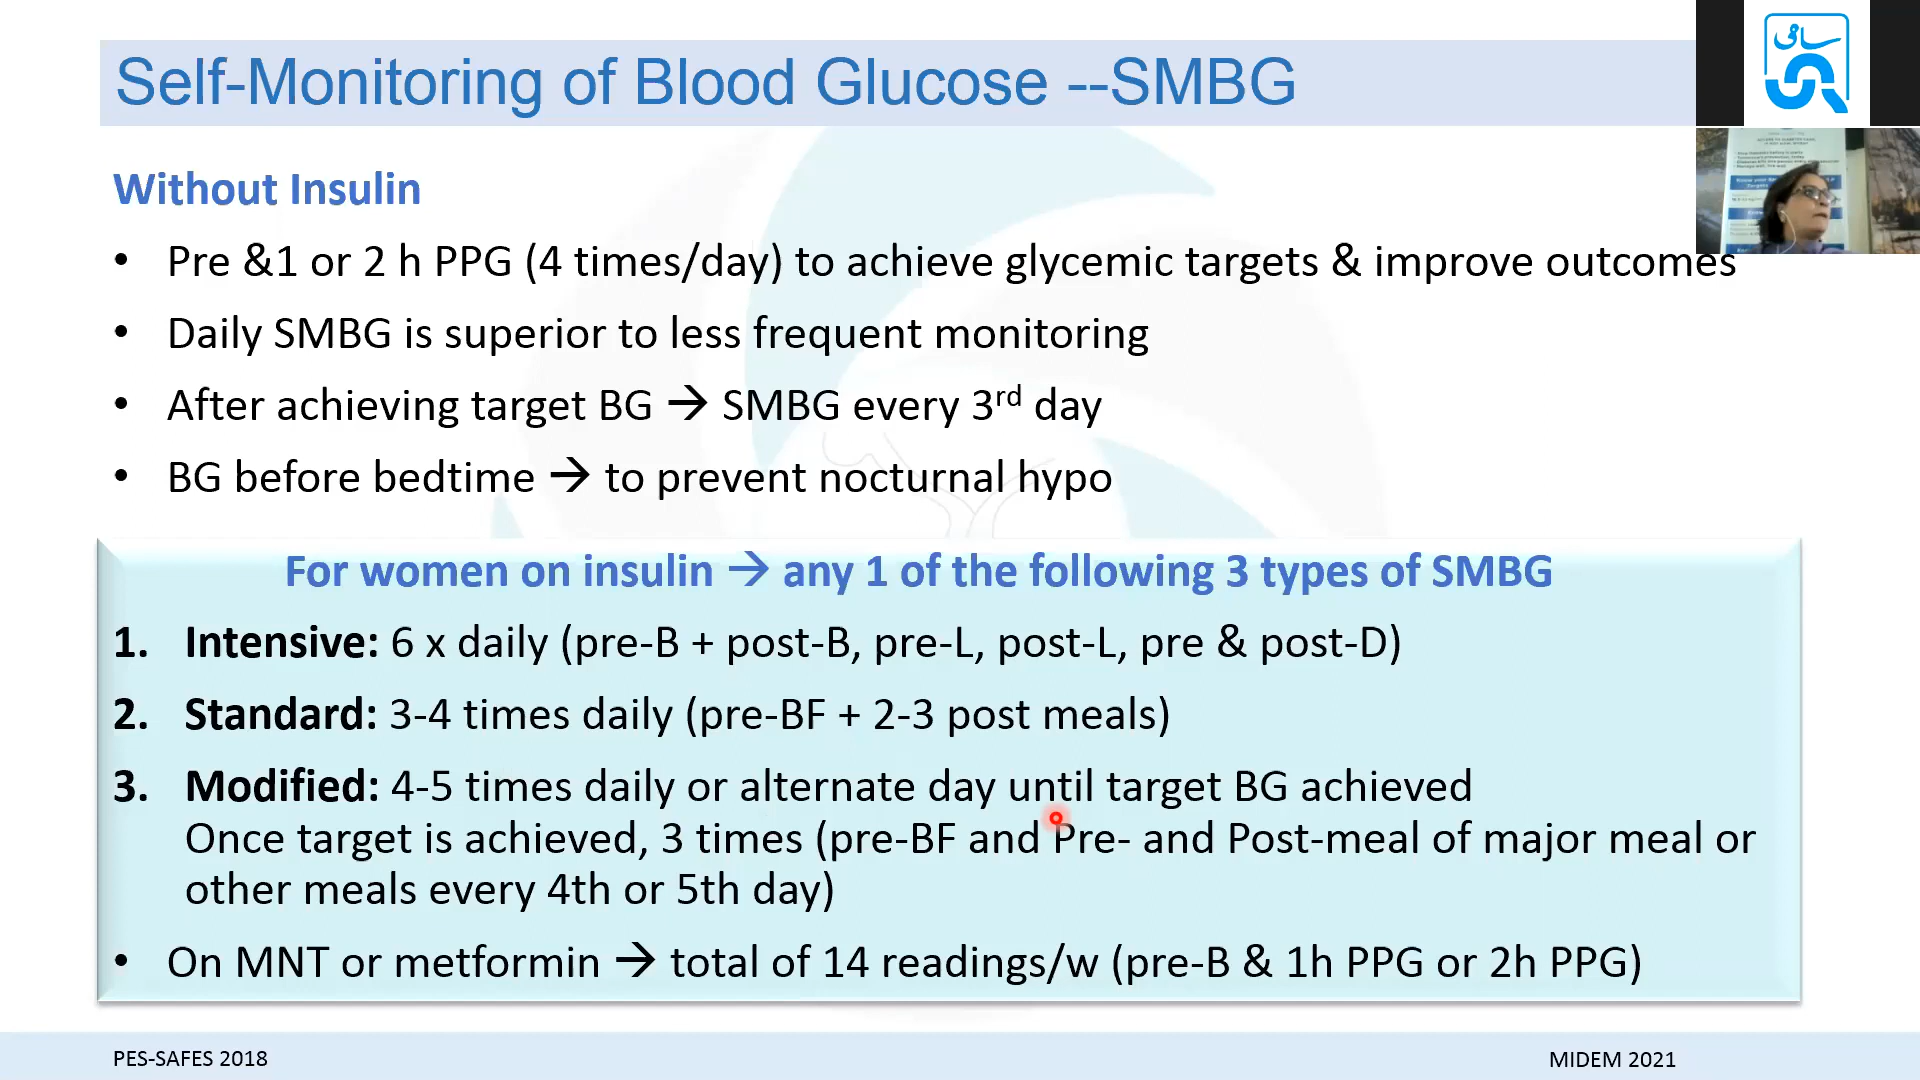 Self-Monitoring of Blood Glucose --SMBG
ساقی
Without Insulin
• Pre &1 or 2 h PPG (4 times/day) to achieve glycemic targets & improve outcomes
• Daily SMBG is superior to less frequent monitoring
• After achieving target BG → SMBG every 3rd day
• BG before bedtime → to prevent nocturnal hypo
For women on insulin → any 1 of the following 3 types of SMBG
1. Intensive: 6 x daily (pre-B + post-B, pre-L, post-L, pre & post-D)
2. Standard: 3-4 times daily (pre-BF + 2-3 post meals)
3. Modified: 4-5 times daily or alternate day until target BG achieved
Once target is achieved, 3 times (pre-BF and Pre- and Post-meal of major meal or
other meals every 4th or 5th day)
• On MNT or metformin → total of 14 readings/w (pre-B & 1h PPG or 2h PPG)
PES-SAFES 2018
MIDEM 2021